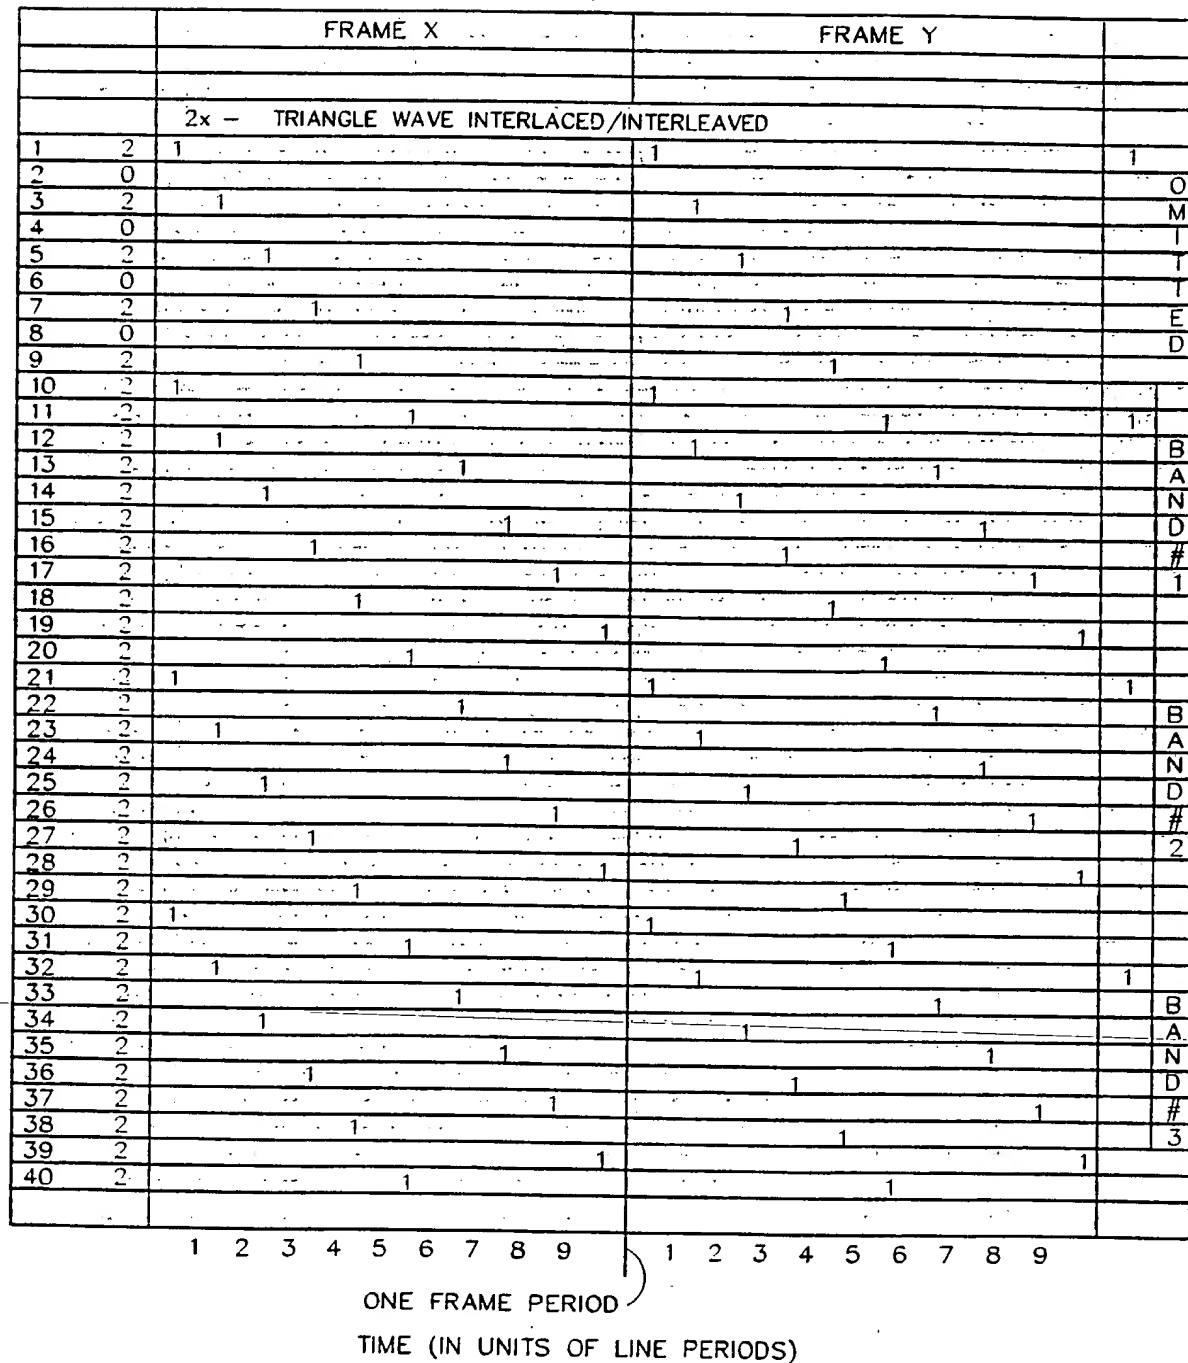 FRAME X FRAME Y
2x – TRIANGLE WAVE INTERLACED/INTERLEAVED
1 2 1 1 1
2 0
3 2 1 1
4 0
5 2 1 1
6 0
7 2 1 1
8 0
9 2 1 1
10 2 1 1
11 2 1 1 1
12 2 1 1
13 2 1 1
14 2 1 1
15 2 1 1
16 2 1 1
17 2 1 1
18 2 1 1
19 2 1 1
20 2 1 1
21 2 1 1 1
22 2 1 1
23 2 1 1
24 2 1 1
25 2 1 1
26 2 1 1
27 2 1 1
28 2 1 1
29 2 1 1
30 2 1 1
31 2 1 1
32 2 1 1 1
33 2 1 1
34 2 1 1
35 2 1 1
36 2 1 1
37 2 1 1
38 2 1 1
39 2 1 1
40 2 1 1
OMITTED
BAND #1
BAND #2
BAND #3
1 2 3 4 5 6 7 8 9 1 2 3 4 5 6 7 8 9
ONE FRAME PERIOD
TIME (IN UNITS OF LINE PERIODS)